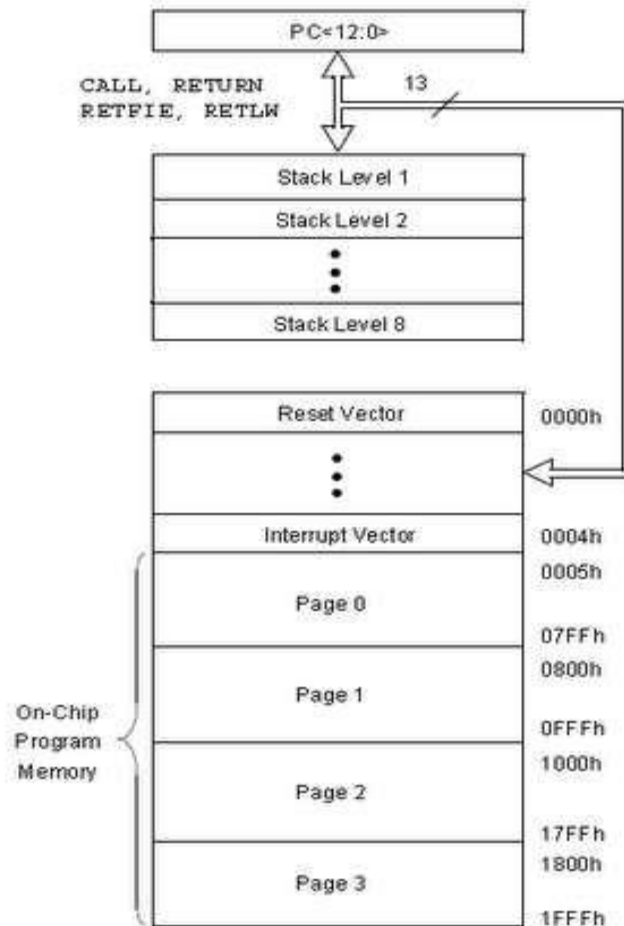 PC<12:0>
CALL, RETURN
RETFIE, RETLW
13
Stack Level 1
Stack Level 2
Stack Level 8
Reset Vector
0000h
Interrupt Vector
0004h
0005h
Page 0
07FFh
0800h
Page 1
0FFFh
On-Chip
Program
Memory
1000h
Page 2
17FFh
1800h
Page 3
1FFFh